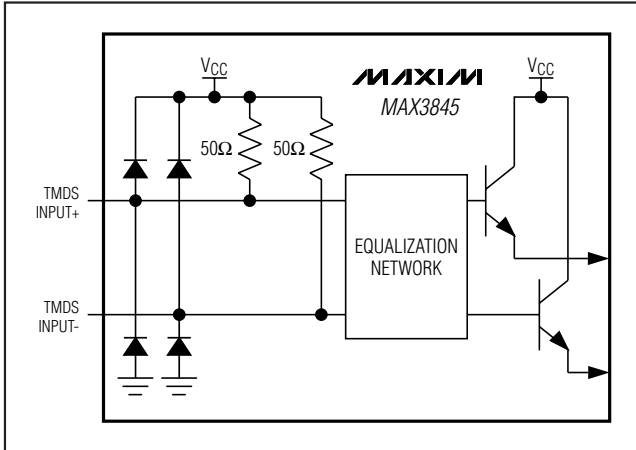 VCC
MAXIM
MAX3845
VCC
50Ω
50Ω
TMDS
INPUT+
EQUALIZATION
NETWORK
TMDS
INPUT-